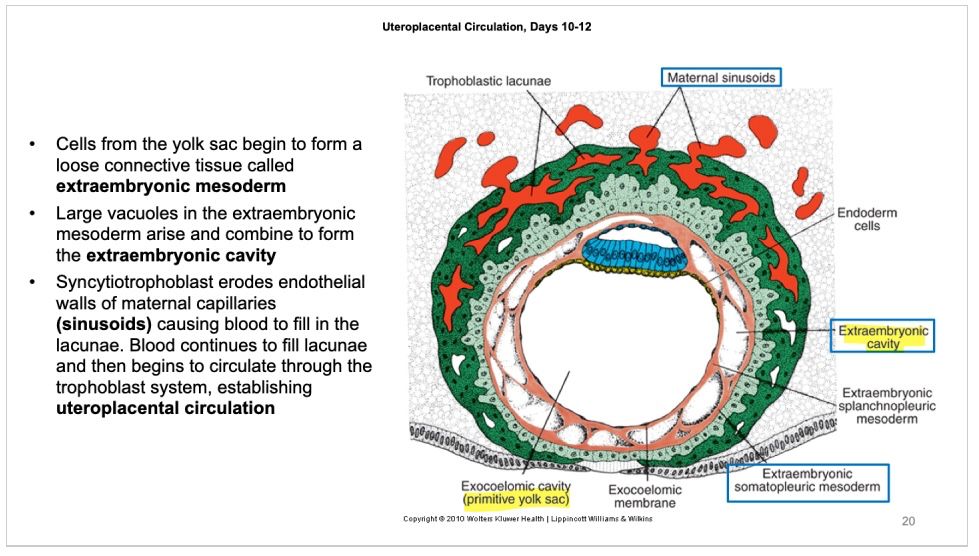 Uteroplacental Circulation, Days 10-12
• Cells from the yolk sac begin to form a
loose connective tissue called
extraembryonic mesoderm
• Large vacuoles in the extraembryonic
mesoderm arise and combine to form
the extraembryonic cavity
• Syncytiotrophoblast erodes endothelial
walls of maternal capillaries
(sinusoids) causing blood to fill in the
lacunae. Blood continues to fill lacunae
and then begins to circulate through the
trophoblast system, establishing
uteroplacental circulation
Trophoblastic lacunae
Maternal sinusoids
Endoderm
cells
Extraembryonic
cavity
Extraembryonic
splanchnopleuric
mesoderm
Extraembryonic
somatopleuric mesoderm
Exocoelomic cavity
(primitive yolk sac)
Exocoelomic
membrane
Copyright © 2010 Wolters Kluwer Health | Lippincott Williams & Wilkins
20